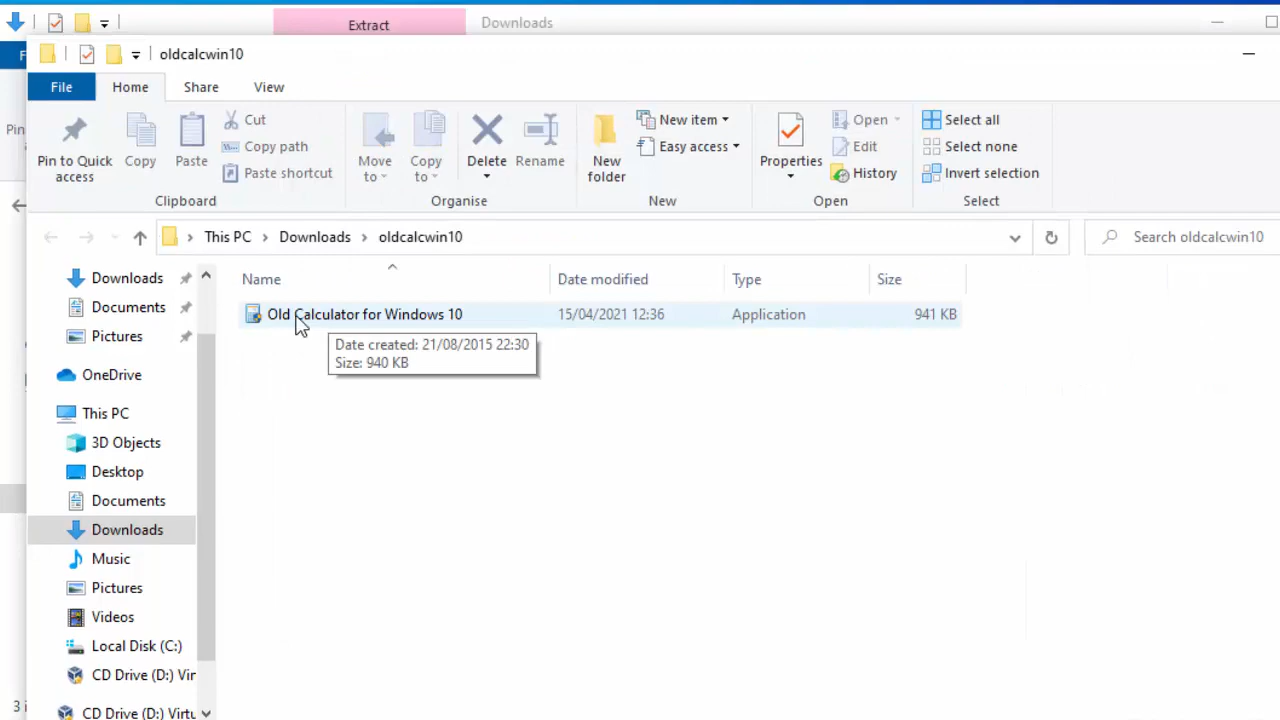 Extract
Downloads
oldcalcwin10
File
Home
Share
View
Pin to Quick
access
Copy
Paste
Cut
Copy path
Paste shortcut
Clipboard
Move
to
Copy
to
Delete
Rename
Organise
New
folder
New item
Easy access
New
Properties
Open
Edit
History
Open
Select all
Select none
Invert selection
Select
This PC
Downloads
oldcalcwin10
Search oldcalcwin10
Name
Date modified
Type
Size
Old Calculator for Windows 10
15/04/2021 12:36
Application
941 KB
Date created: 21/08/2015 22:30
Size: 940 KB
Downloads
Documents
Pictures
OneDrive
This PC
3D Objects
Desktop
Documents
Downloads
Music
Pictures
Videos
Local Disk (C:)
CD Drive (D:) Vir
CD Drive (D:) Virtu
F
Pin
3 i